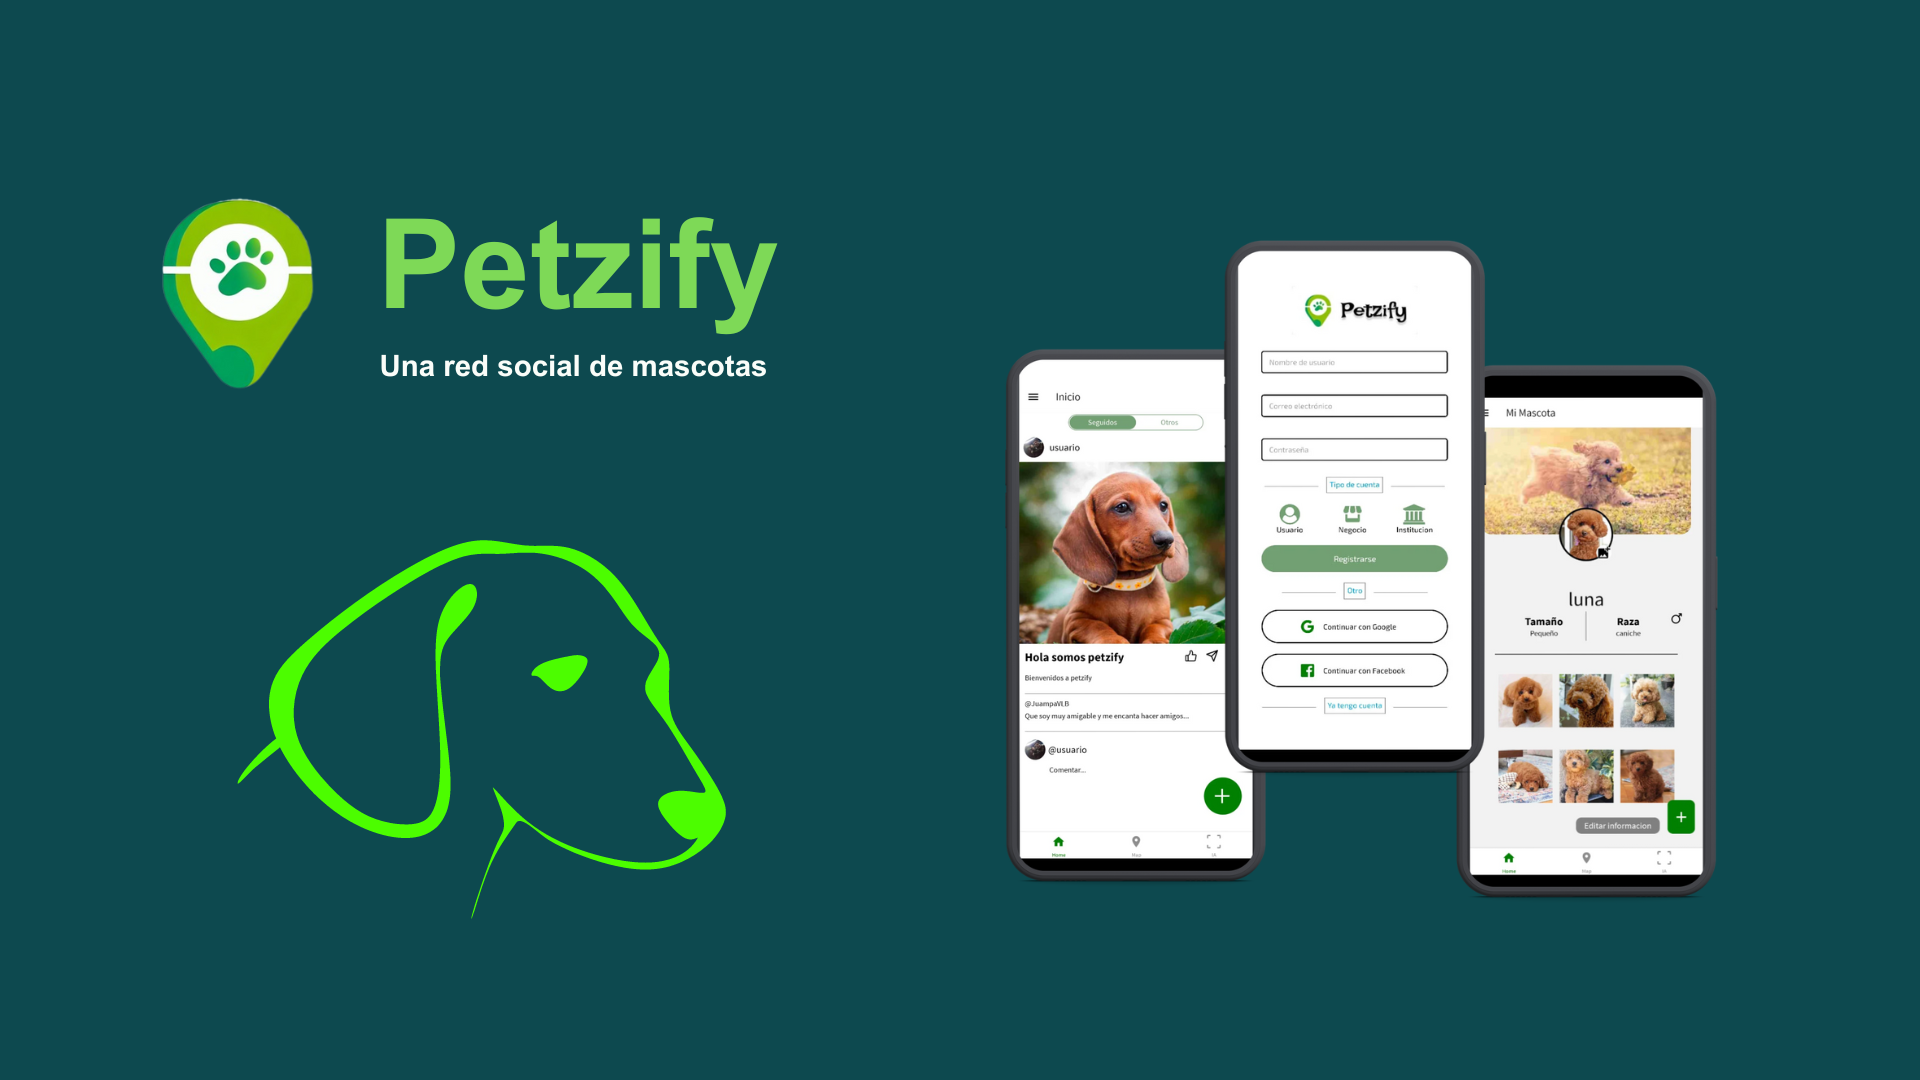 Petzify
Una red social de mascotas
Inicio
Seguidos
Otros
usuario
Hola somos petzify
Bienvenidos a petzify
@JuampaVLB
Que soy muy amigable y me encanta hacer amigos...
@usuario
Comentar...
Home
Map
IA
Petzify
Nombre de usuario
Correo electrónico
Contraseña
Tipo de cuenta
Usuario
Negocio
Institucion
Registrarse
Otro
Continuar con Google
Continuar con Facebook
Ya tengo cuenta
Mi Mascota
luna
Tamaño
Raza
Pequeño
caniche
Editar informacion
Home
Map
IA